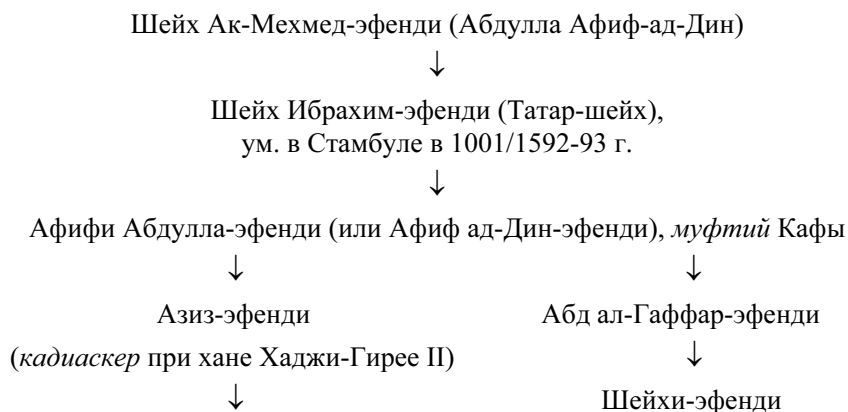 Шейх Ак-Мехмед-эфенди (Абдулла Афиф-ад-Дин)
↓
Шейх Ибрахим-эфенди (Татар-шейх),
ум. в Стамбуле в 1001/1592-93 г.
↓
Афифи Абдулла-эфенди (или Афиф ад-Дин-эфенди), муфтий Кафы
↓ ↓
Азиз-эфенди Абд ал-Гаффар-эфенди
(кадиаскер при хане Хаджи-Гирее II) ↓
↓ Шейхи-эфенди